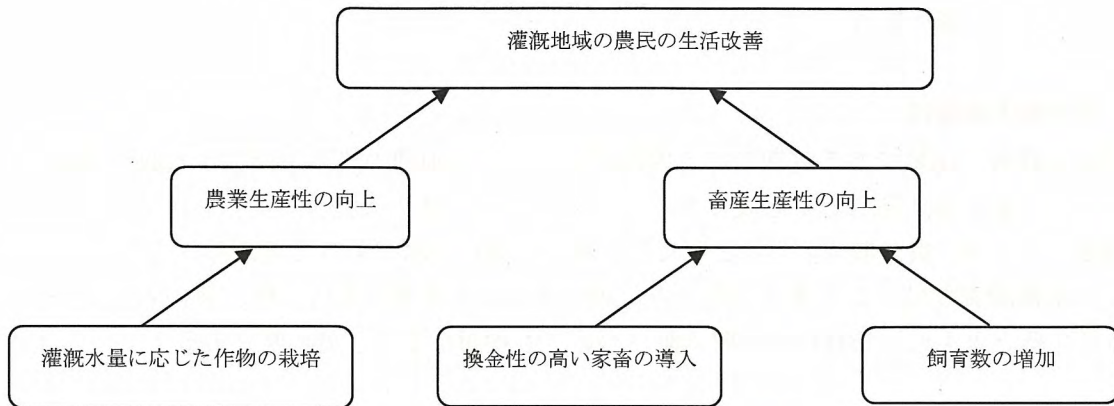 灌漑地域の農民の生活改善
農業生産性の向上
畜産生産性の向上
灌漑水量に応じた作物の栽培
換金性の高い家畜の導入
飼育数の増加